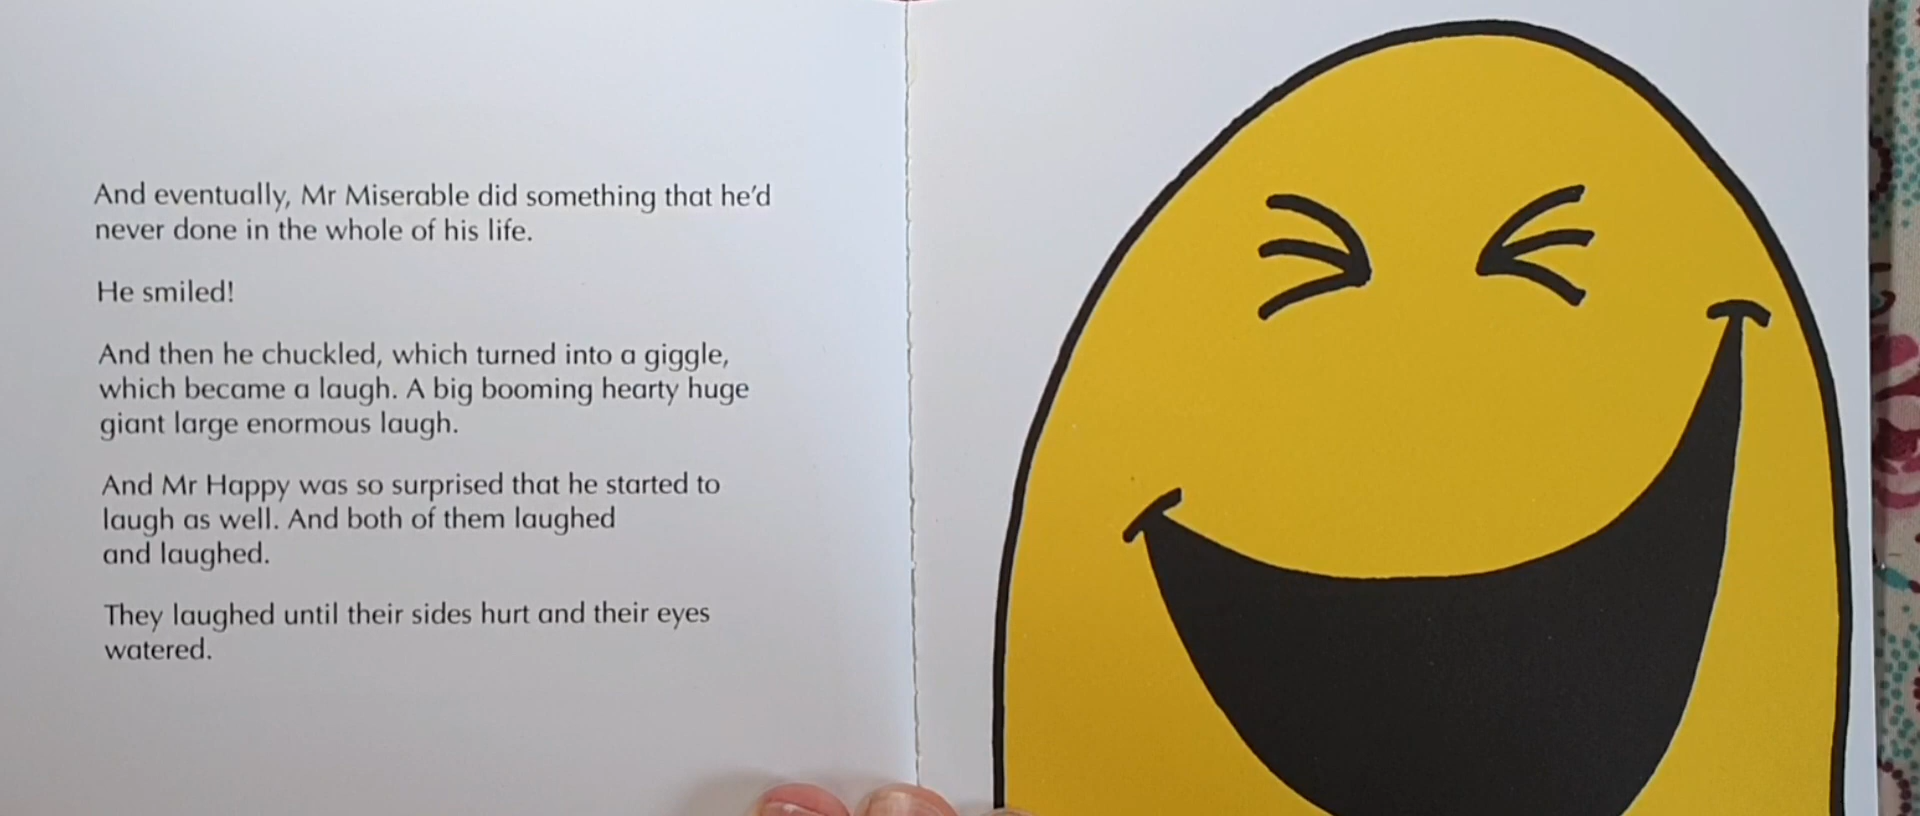 And eventually, Mr Miserable did something that he'd
never done in the whole of his life.
He smiled!
And then he chuckled, which turned into a giggle,
which became a laugh. A big booming hearty huge
giant large enormous laugh.
And Mr Happy was so surprised that he started to
laugh as well. And both of them laughed
and laughed.
They laughed until their sides hurt and their eyes
watered.